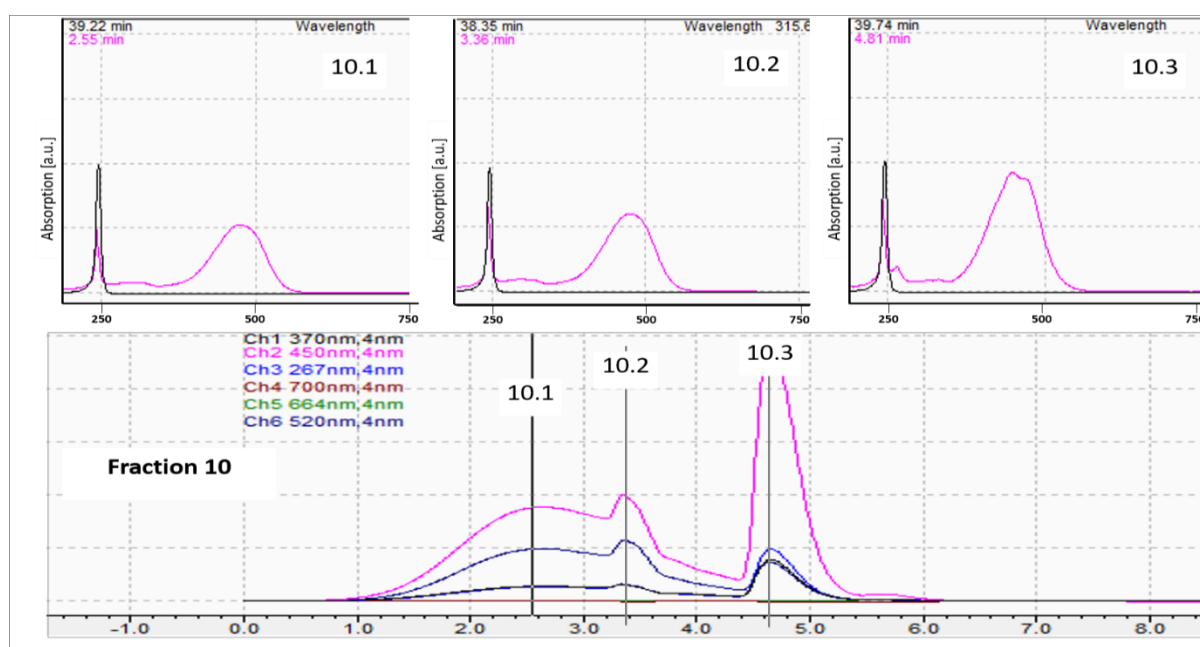 39.22 min Wavelength
2.55 min
10.1
Absorption [a.u.]
250 500 750
38.35 min Wavelength 315.6
3.36 min
10.2
Absorption [a.u.]
250 500 750
39.74 min Wavelength
4.81 min
10.3
Absorption [a.u.]
250 500 750
Ch1 370nm,4nm
Ch2 450nm,4nm
Ch3 267nm,4nm
Ch4 700nm,4nm
Ch5 664nm,4nm
Ch6 520nm,4nm
10.1
10.2
10.3
Fraction 10
-1.0 0.0 1.0 2.0 3.0 4.0 5.0 6.0 7.0 8.0